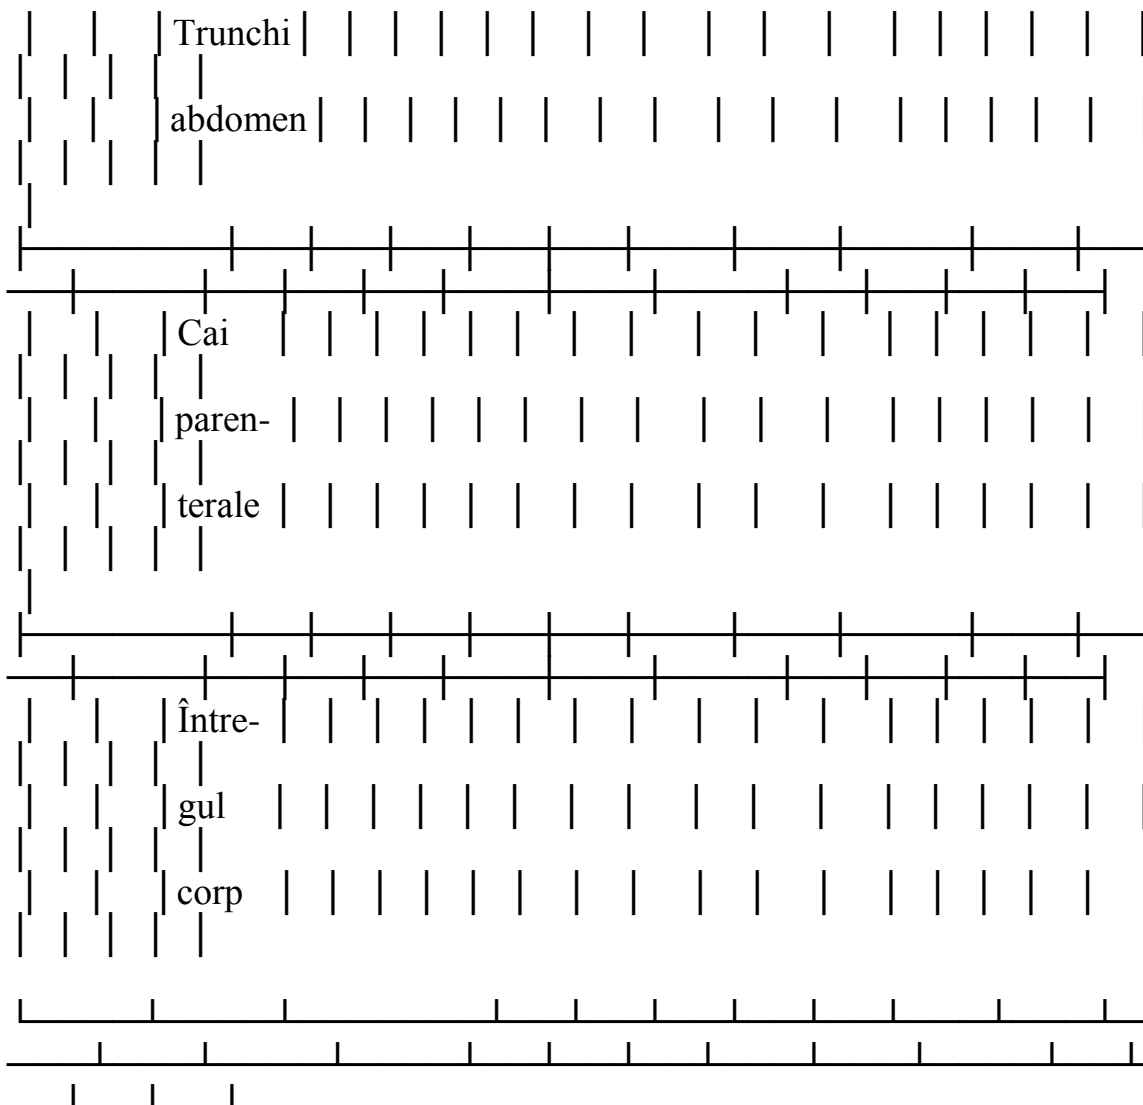 Trunchi
abdomen
Cai
paren-
terale
Între-
gul
corp